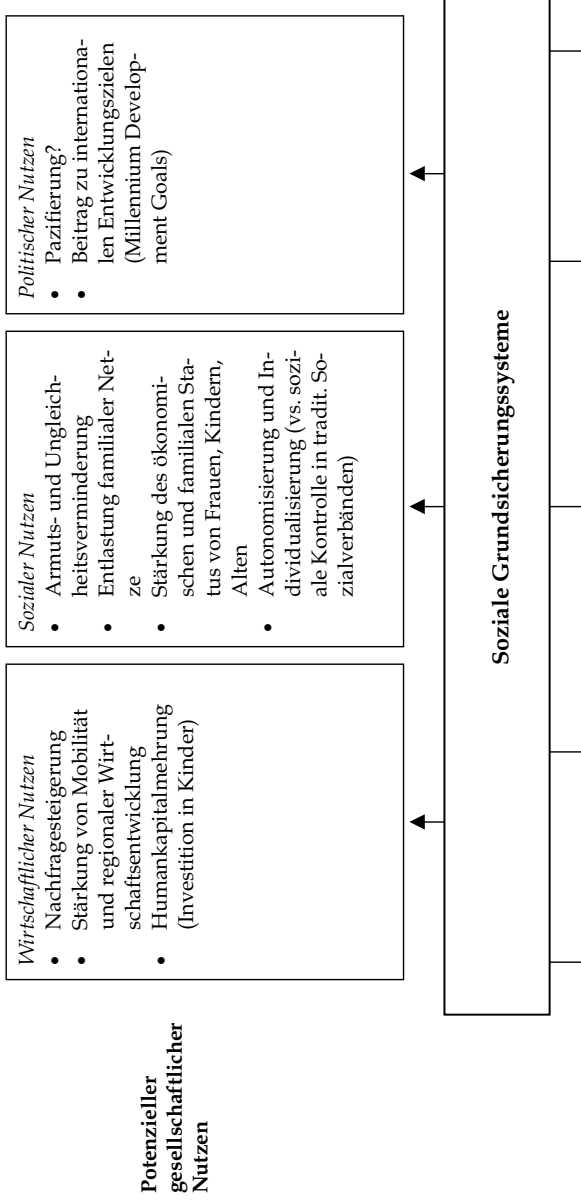 Potenzieller
gesellschaftlicher
Nutzen
Wirtschaftlicher Nutzen
• Nachfragesteigerung
• Stärkung von Mobilität
und regionaler Wirt-
schaftsentwicklung
• Humankapitalmehrung
(Investition in Kinder)
Sozialer Nutzen
• Armuts- und Ungleich-
heitsverminderung
• Entlastung familialer Net-
ze
• Stärkung des ökonomi-
schen und familialen Sta-
tus von Frauen, Kindern,
Alten
• Autonomisierung und In-
dividualisierung (vs. sozi-
ale Kontrolle in tradit. So-
zialverbänden)
Politischer Nutzen
• Pazifierung?
• Beitrag zu internationa-
len Entwicklungszielen
(Millennium Develop-
ment Goals)
Soziale Grundsicherungssysteme